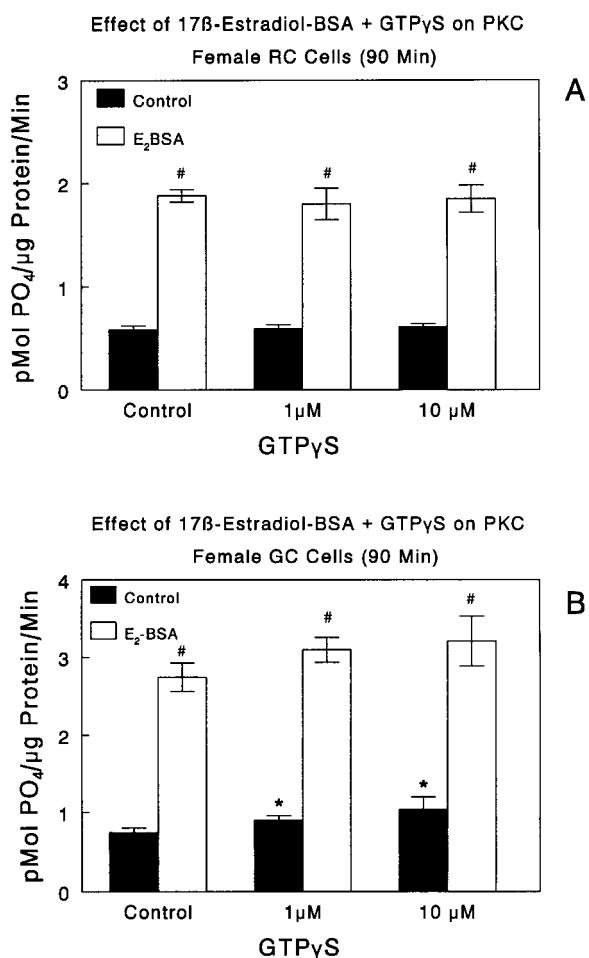 Effect of 17ß-Estradiol-BSA + GTPγS on PKC
Female RC Cells (90 Min)
A
3
2
1
0
pMol PO₄/µg Protein/Min
Control
E₂BSA
#
#
#
Control
1µM
10 µM
GTPγS
Effect of 17ß-Estradiol-BSA + GTPγS on PKC
Female GC Cells (90 Min)
B
4
3
2
1
0
pMol PO₄/µg Protein/Min
Control
E₂-BSA
#
#
#
*
*
Control
1µM
10 µM
GTPγS